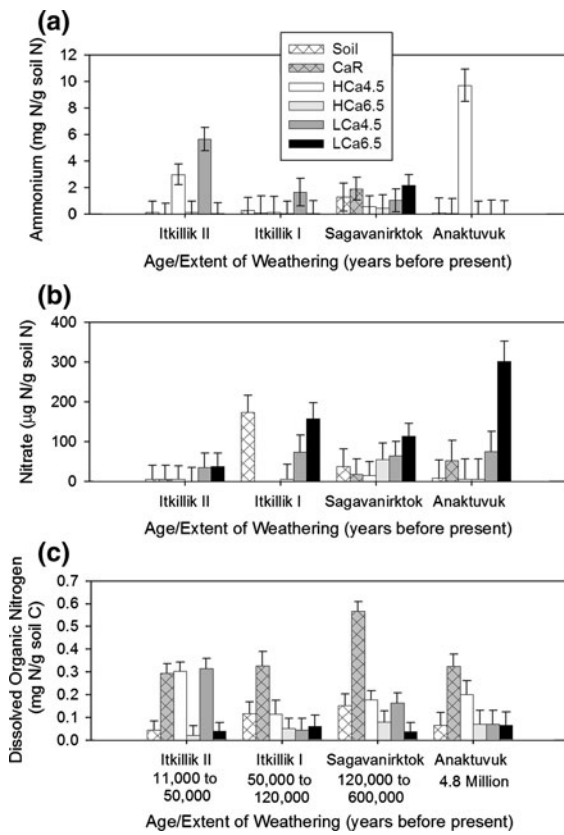 (a)
Soil
CaR
HCa4.5
HCa6.5
LCa4.5
LCa6.5
Ammonium (mg N/g soil N)
12
10
8
6
4
2
0
Itkillik II Itkillik I Sagavanirktok Anaktuvuk
Age/Extent of Weathering (years before present)
(b)
Nitrate (µg N/g soil N)
400
300
200
100
0
Itkillik II Itkillik I Sagavanirktok Anaktuvuk
Age/Extent of Weathering (years before present)
(c)
Dissolved Organic Nitrogen
(mg N/g soil C)
0.7
0.6
0.5
0.4
0.3
0.2
0.1
0.0
Itkillik II Itkillik I Sagavanirktok Anaktuvuk
11,000 to 50,000 to 120,000 to 4.8 Million
50,000 120,000 600,000
Age/Extent of Weathering (years before present)